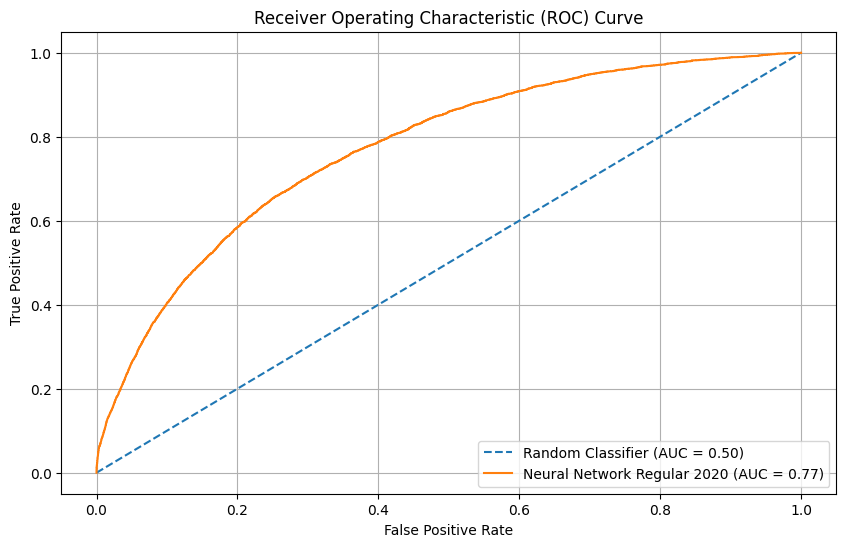 Receiver Operating Characteristic (ROC) Curve
1.0
0.8
0.6
0.4
0.2
0.0
True Positive Rate
Random Classifier (AUC = 0.50)
Neural Network Regular 2020 (AUC = 0.77)
0.0 0.2 0.4 0.6 0.8 1.0
False Positive Rate